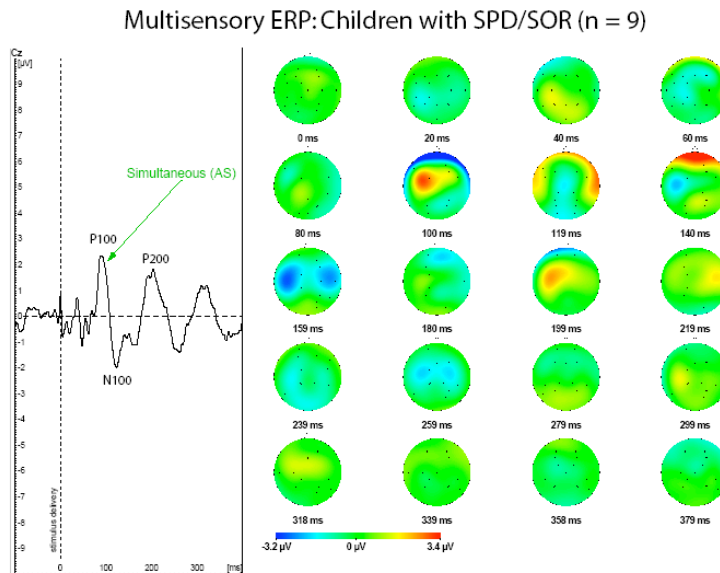 Multisensory ERP: Children with SPD/SOR (n = 9)
Cz
[µV]
9
8
7
6
5
4
3
2
1
0
-1
-2
-3
-4
-5
-6
-7
-8
-9
Simultaneous (AS)
P100
P200
N100
stimulus delivery
0 100 200 300 [ms]
0 ms 20 ms 40 ms 60 ms
80 ms 100 ms 119 ms 140 ms
159 ms 180 ms 199 ms 219 ms
239 ms 259 ms 279 ms 299 ms
318 ms 339 ms 358 ms 379 ms
-3.2 µV 0 µV 3.4 µV